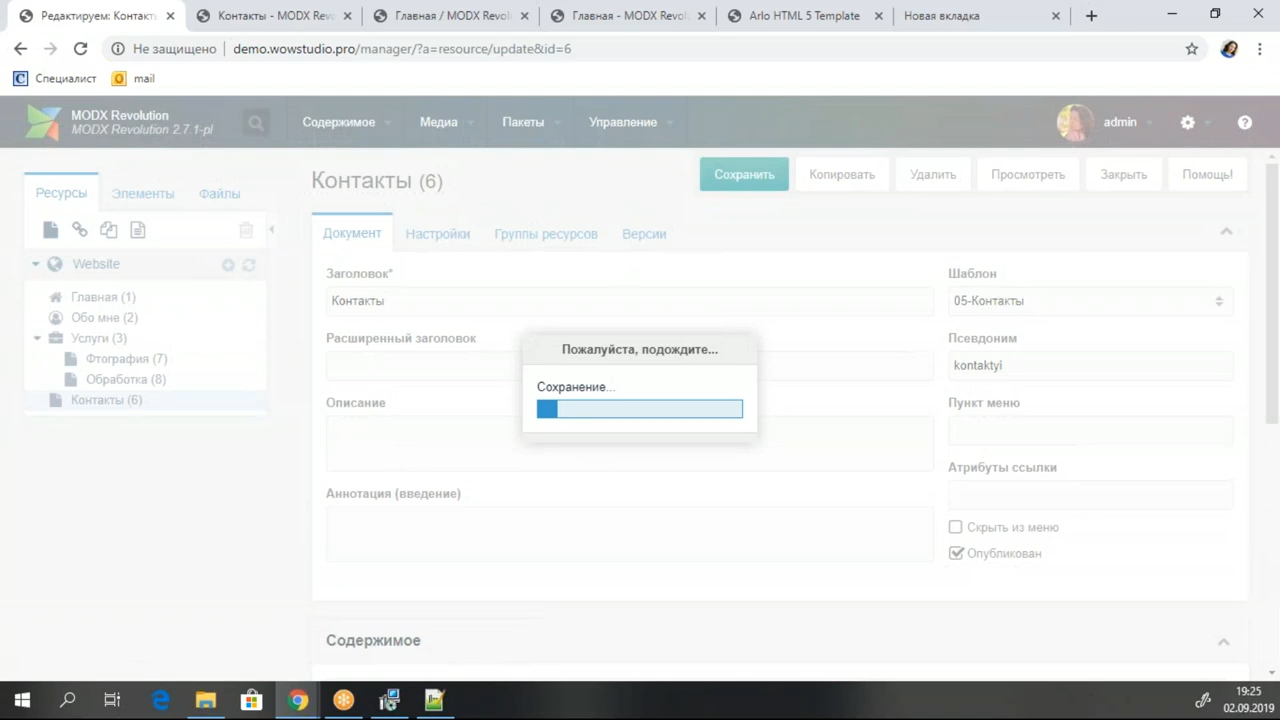 Редактируем: Контакт
Контакты - MODX Revo
Главная / MODX Revol
Главная - MODX Revol
Arlo HTML 5 Template
Новая вкладка
Не защищено
demo.wowstudio.pro/manager/?a=resource/update&id=6
Специалист
mail
MODX Revolution
MODX Revolution 2.7.1-pl
Содержимое
Медиа
Пакеты
Управление
admin
Ресурсы
Элементы
Файлы
Контакты (6)
Сохранить
Копировать
Удалить
Просмотреть
Закрыть
Помощь!
Website
Главная (1)
Обо мне (2)
Услуги (3)
Фтография (7)
Обработка (8)
Контакты (6)
Документ
Настройки
Группы ресурсов
Версии
Заголовок*
Контакты
Расширенный заголовок
Описание
Аннотация (введение)
Шаблон
05-Контакты
Псевдоним
kontaktyi
Пункт меню
Атрибуты ссылки
Скрыть из меню
Опубликован
Пожалуйста, подождите...
Сохранение...
Содержимое
19:25
02.09.2019